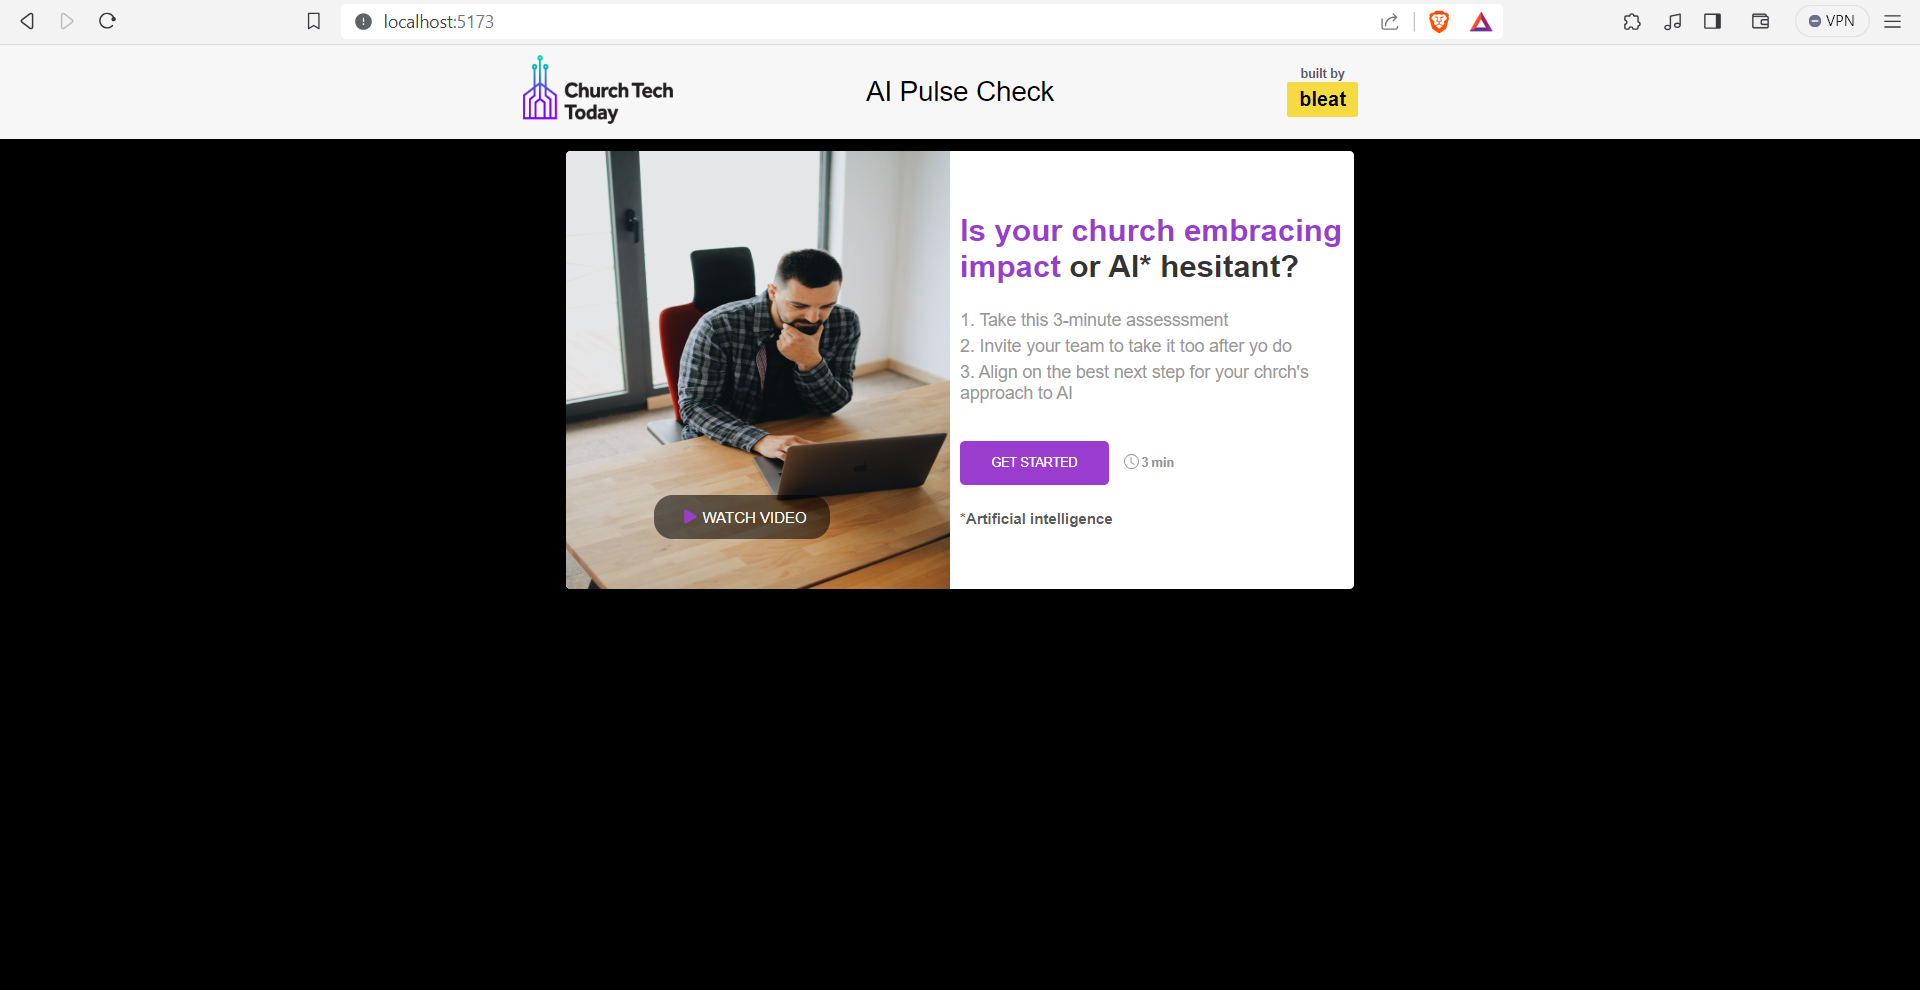 localhost:5173
VPN
Church Tech
Today
AI Pulse Check
built by
bleat
Is your church embracing
impact or AI* hesitant?
1. Take this 3-minute assesssment
2. Invite your team to take it too after yo do
3. Align on the best next step for your chrch's
approach to AI
GET STARTED
3 min
WATCH VIDEO
*Artificial intelligence